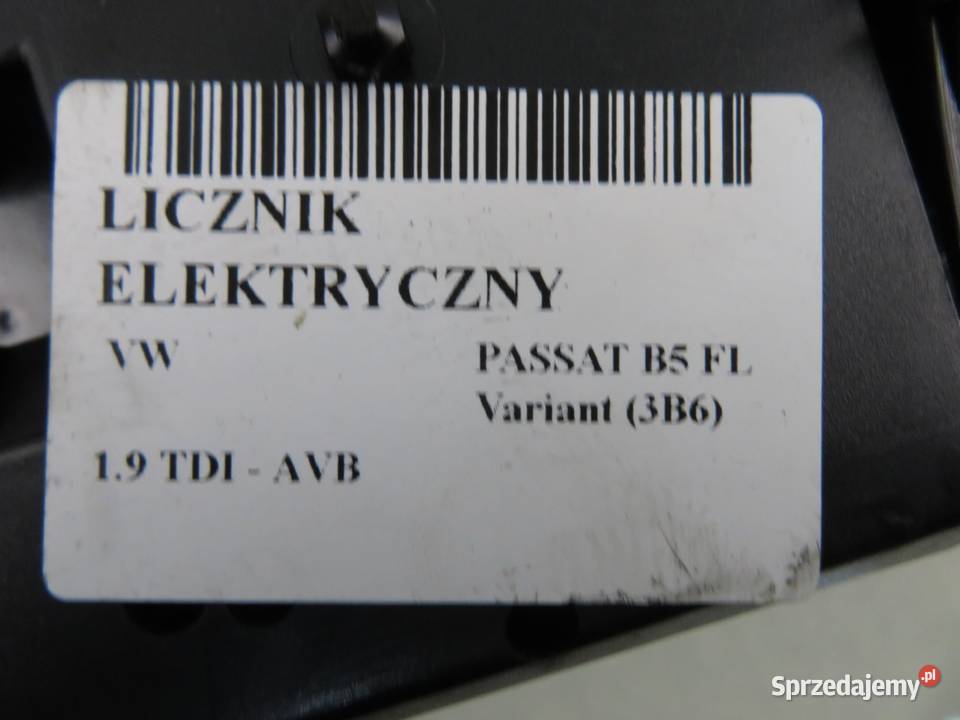 LICZNIK
ELEKTRYCZNY
VW PASSAT B5 FL
Variant (3B6)
1.9 TDI - AVB
Sprzedajemy.pl